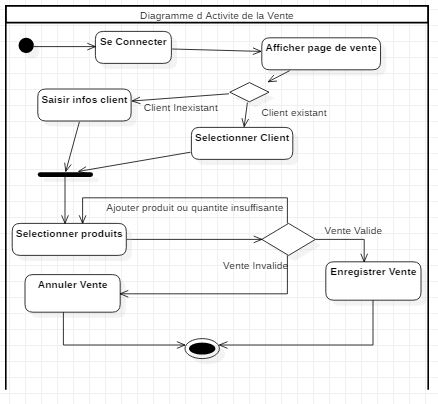 Diagramme d Activite de la Vente
Se Connecter
Afficher page de vente
Saisir infos client
Client Inexistant
Client existant
Selectionner Client
Ajouter produit ou quantite insuffisante
Selectionner produits
Vente Valide
Vente Invalide
Enregistrer Vente
Annuler Vente